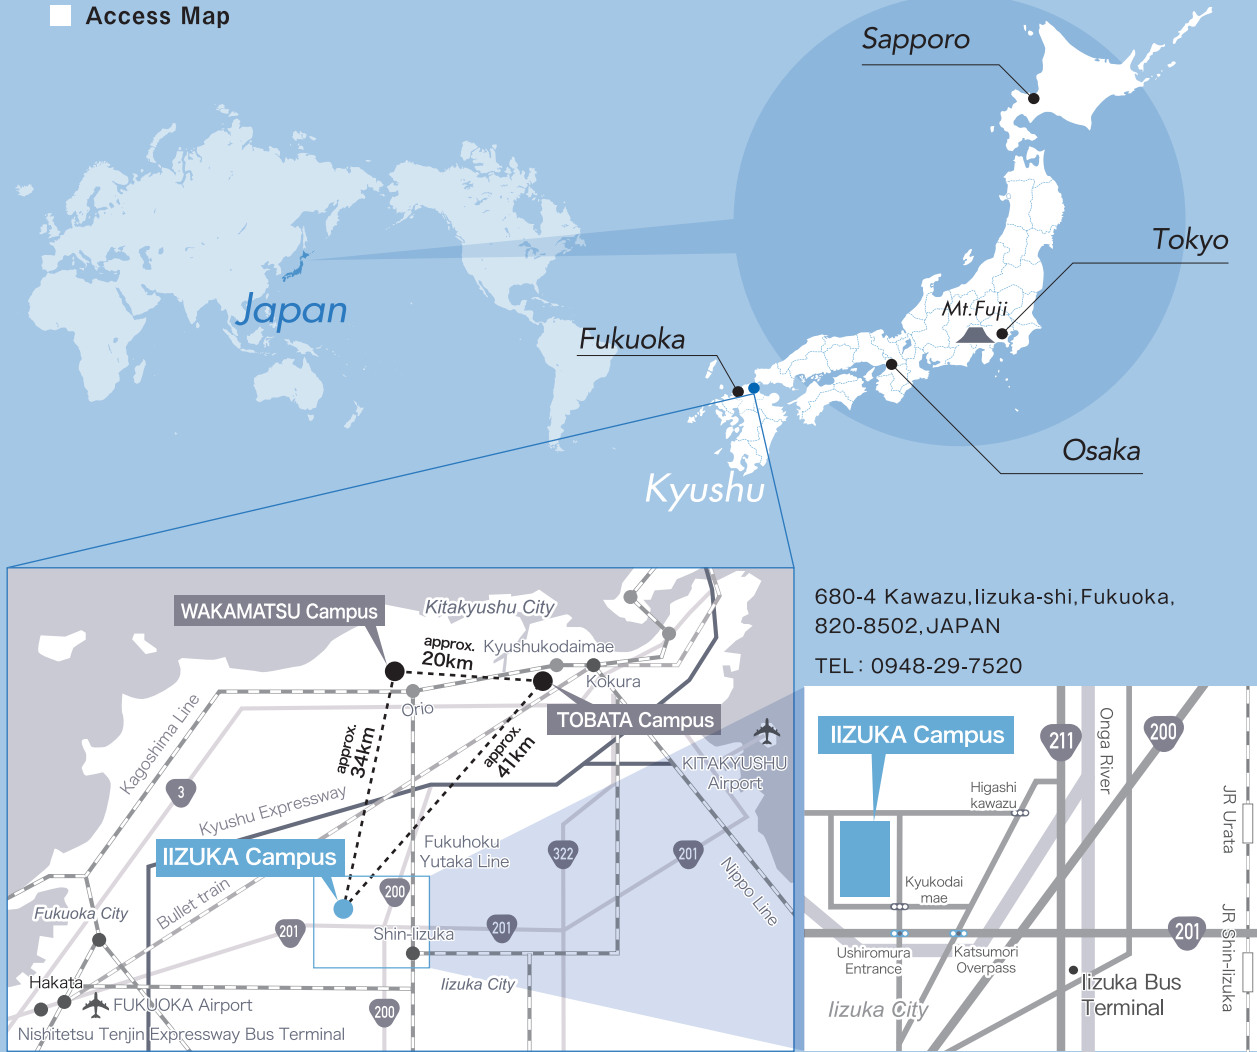 Access Map
Sapporo
Tokyo
Mt.Fuji
Japan
Fukuoka
Osaka
Kyushu
680-4 Kawazu,Iizuka-shi,Fukuoka,
820-8502,JAPAN
TEL: 0948-29-7520
WAKAMATSU Campus
Kitakyushu City
approx.
20km
Kyushukodaimae
Kokura
Orio
TOBATA Campus
Kagoshima Line
approx.
34km
approx.
41km
KITAKYUSHU
Airport
3
Kyushu Expressway
IIZUKA Campus
Fukuhoku
Yutaka Line
322
201
200
Bullet train
Nippo Line
Fukuoka City
201
Shin-Iizuka
201
Hakata
Iizuka City
FUKUOKA Airport
200
Nishitetsu Tenjin Expressway Bus Terminal
IIZUKA Campus
211
Onga River
200
Higashi
kawazu
JR Urata
Kyukodai
mae
201
JR Shin-Iizuka
Ushiromura
Entrance
Katsumori
Overpass
Iizuka Bus
Terminal
Iizuka City